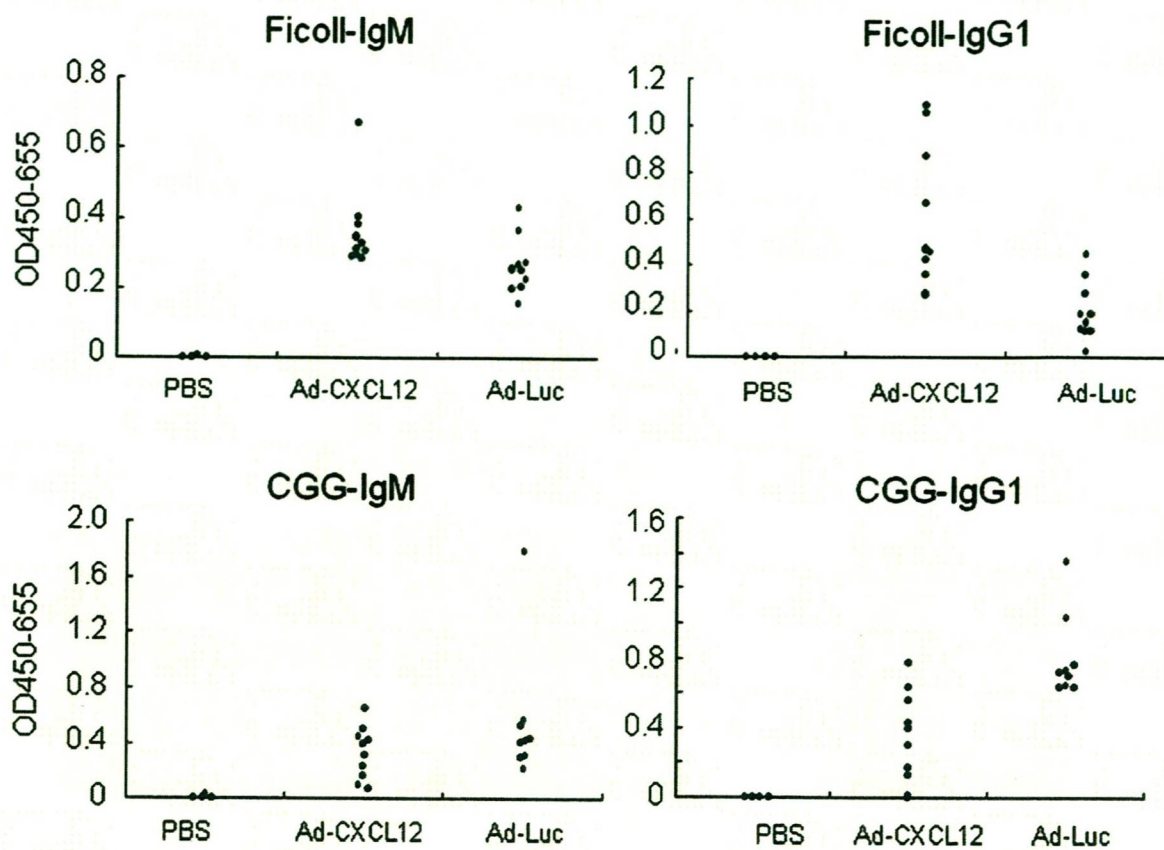 Ficoll-IgM
OD450-655
0.8
0.6
0.4
0.2
0
PBS Ad-CXCL12 Ad-Luc
Ficoll-IgG1
1.2
1.0
0.8
0.6
0.4
0.2
0
PBS Ad-CXCL12 Ad-Luc
CGG-IgM
OD450-655
2.0
1.6
1.2
0.8
0.4
0
PBS Ad-CXCL12 Ad-Luc
CGG-IgG1
1.6
1.2
0.8
0.4
0
PBS Ad-CXCL12 Ad-Luc